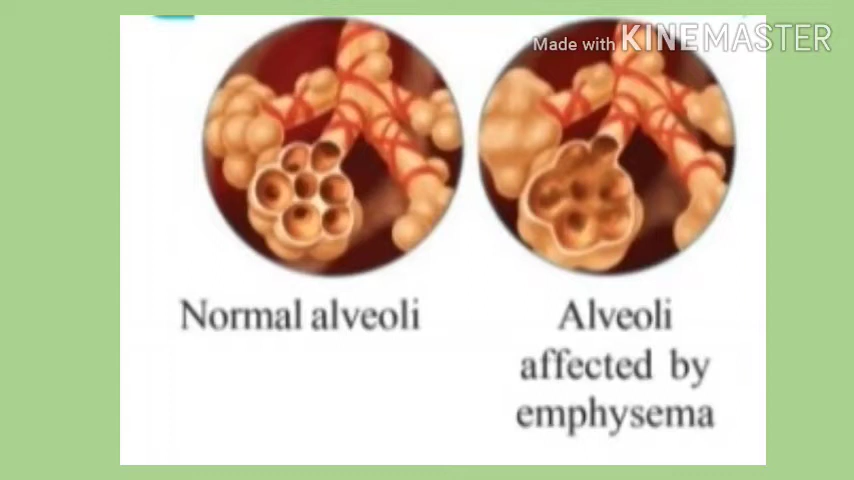 Made with KINEMASTER
Normal alveoli
Alveoli
affected by
emphysema